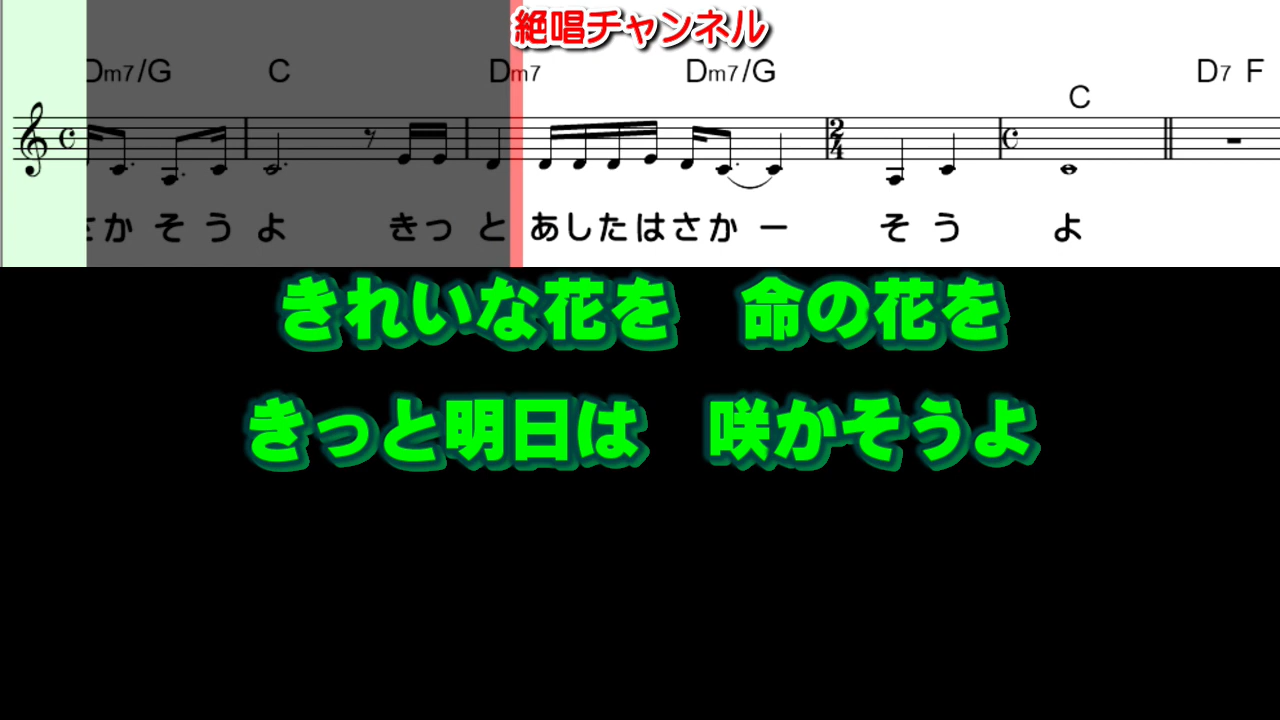 絶唱チャンネル
Dm7/G C Dm7 Dm7/G C D7 F
かそうよ きっと あしたはさかー そう よ
きれいな花を 命の花を
きっと明日は 咲かそうよ